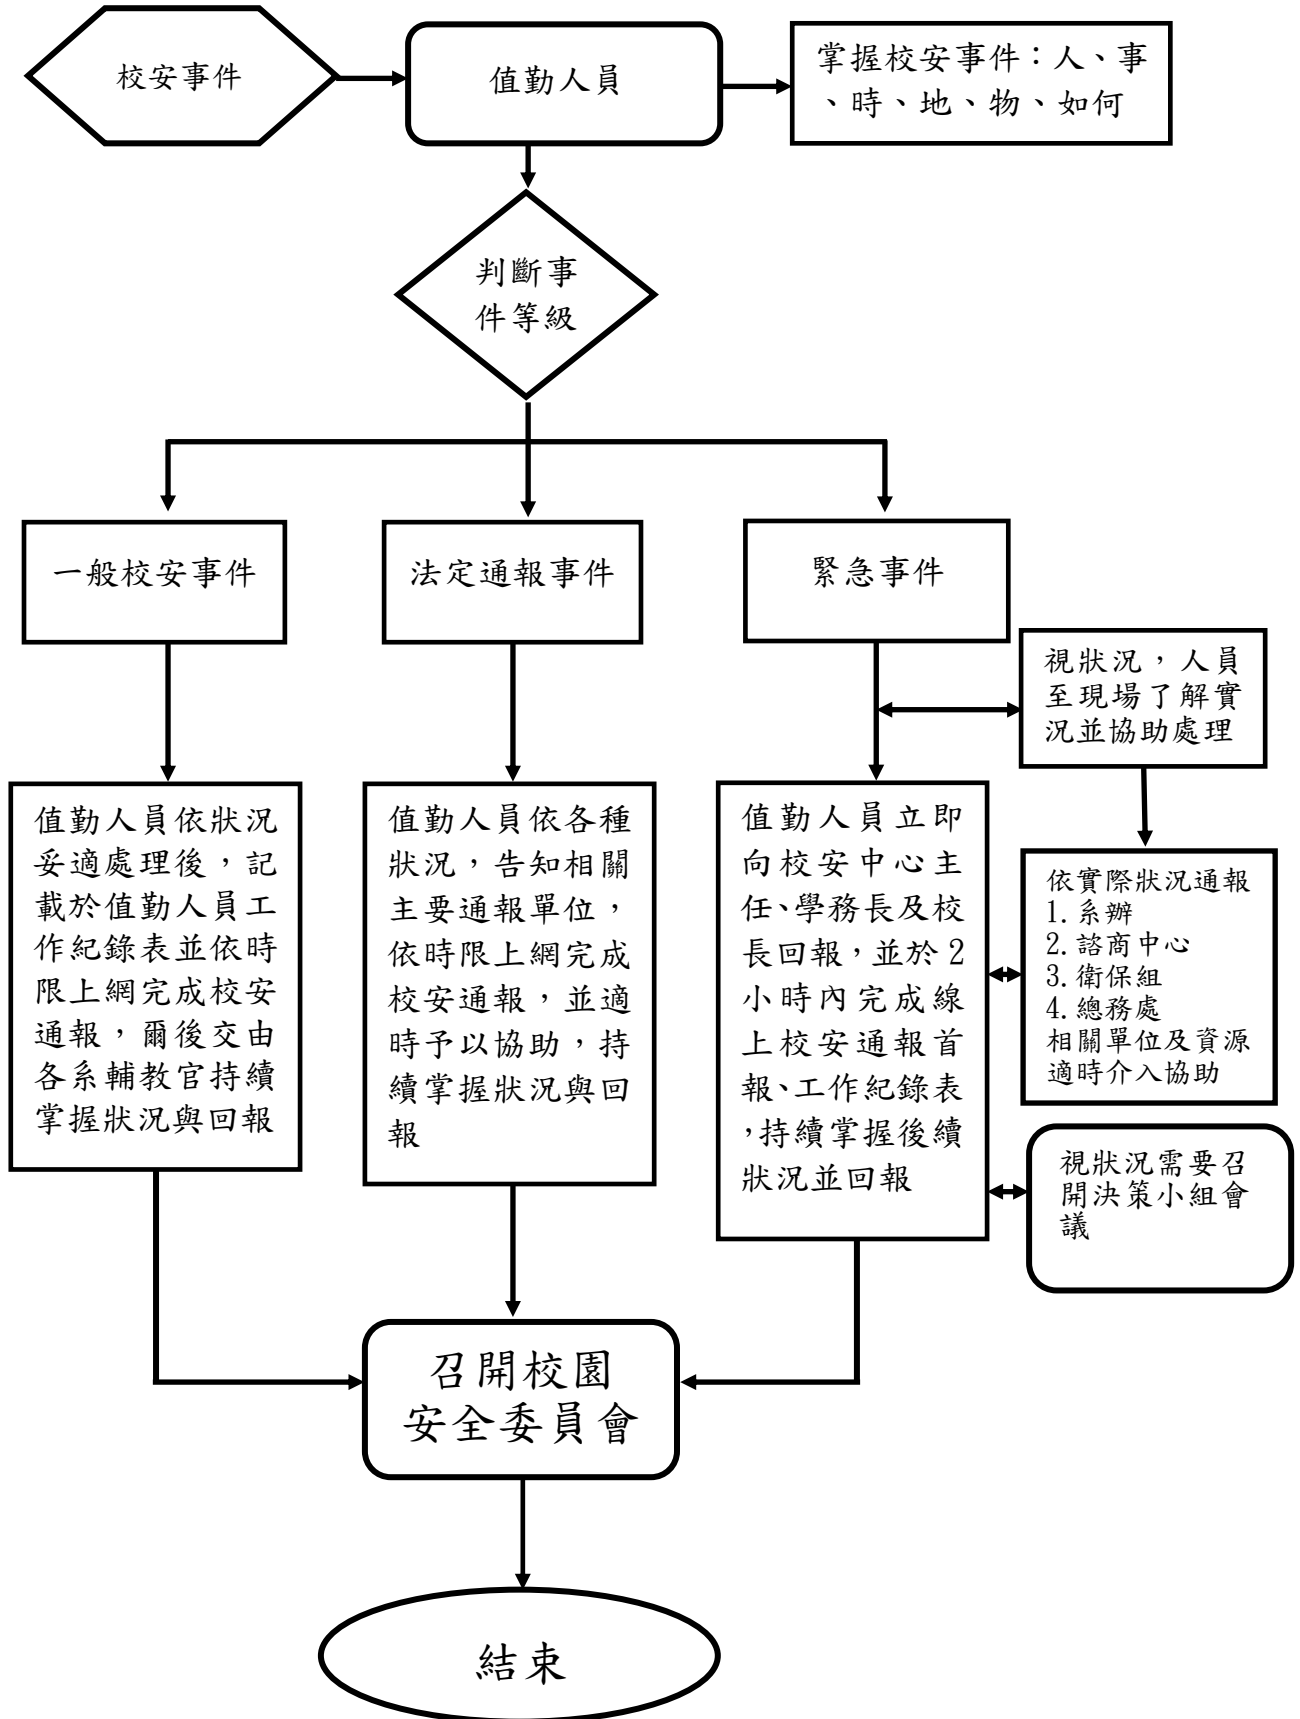 校安事件
值勤人員
掌握校安事件：人、事
、時、地、物、如何
判斷事
件等級
一般校安事件
法定通報事件
緊急事件
視狀況，人員
至現場了解實
況並協助處理
值勤人員依狀況
妥適處理後，記
載於值勤人員工
作紀錄表並依時
限上網完成校安
通報，爾後交由
各系輔教官持續
掌握狀況與回報
值勤人員依各種
狀況，告知相關
主要通報單位，
依時限上網完成
校安通報，並適
時予以協助，持
續掌握狀況與回
報
值勤人員立即
向校安中心主
任、學務長及校
長回報，並於2
小時內完成線
上校安通報首
報、工作紀錄表
，持續掌握後續
狀況並回報
依實際狀況通報
1.系辦
2.諮商中心
3.衛保組
4.總務處
相關單位及資源
適時介入協助
視狀況需要召
開決策小組會
議
召開校園
安全委員會
結束